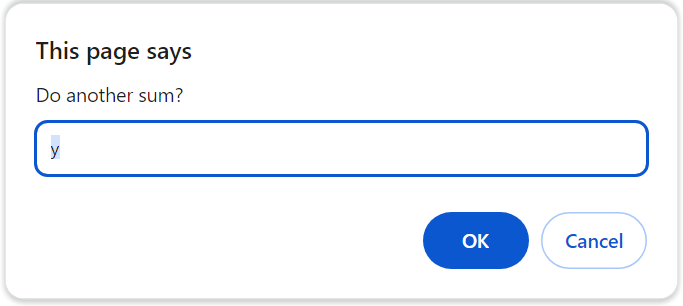 This page says
Do another sum?
y
OK Cancel